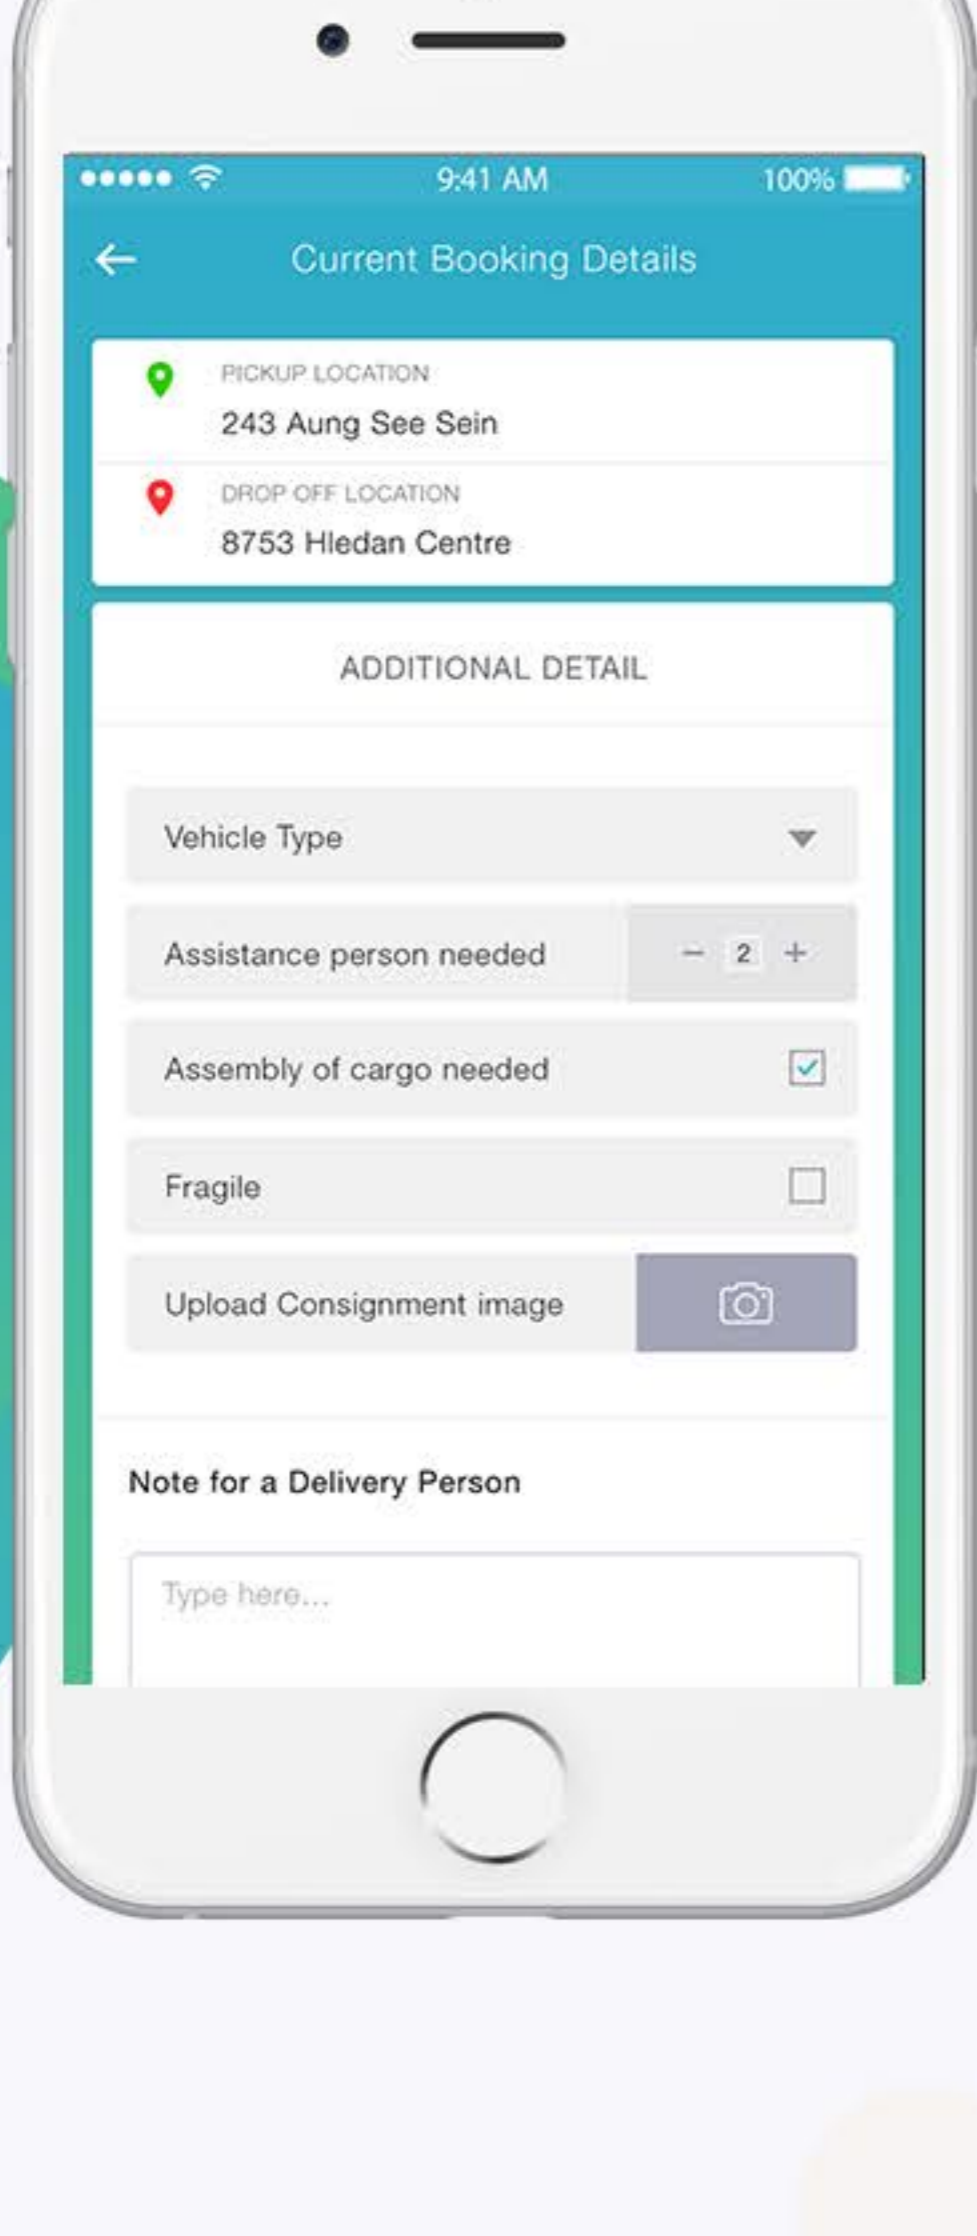 9:41 AM 100%
Current Booking Details
PICKUP LOCATION
243 Aung See Sein
DROP OFF LOCATION
8753 Hledan Centre
ADDITIONAL DETAIL
Vehicle Type
Assistance person needed − 2 +
Assembly of cargo needed
Fragile
Upload Consignment image
Note for a Delivery Person
Type here...